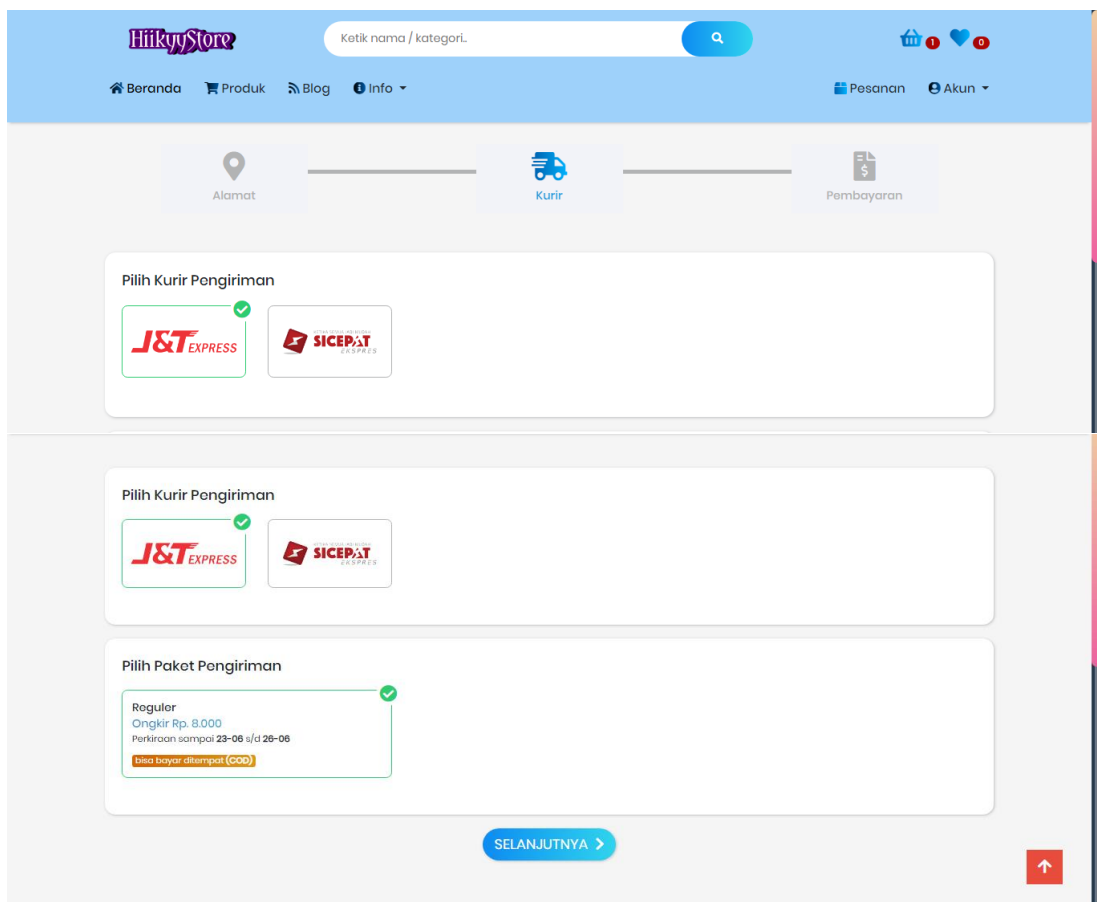 HiikyyStore
Ketik nama / kategori..
1
0
Beranda
Produk
Blog
Info
Pesanan
Akun
Alamat
Kurir
Pembayaran
Pilih Kurir Pengiriman
J&T EXPRESS
SICEPAT
EKSPRES
Pilih Kurir Pengiriman
J&T EXPRESS
SICEPAT
EKSPRES
Pilih Paket Pengiriman
Reguler
Ongkir Rp. 8.000
Perkiraan sampai 23-06 s/d 26-06
bisa bayar ditempat (COD)
SELANJUTNYA